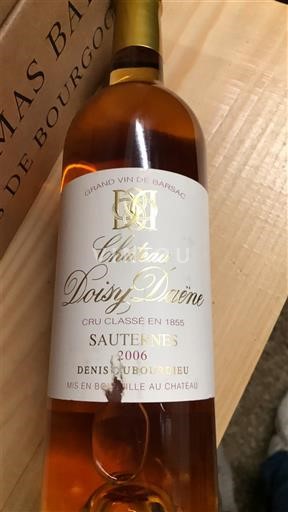 MAS BA
S DE BOURGOG
GRAND VIN DE BARSAC
Château
Doisy Daëne
CRU CLASSÉ EN 1855
SAUTERNES
2006
DENIS DUBOURDIEU
MIS EN BOUTEILLE AU CHATEAU